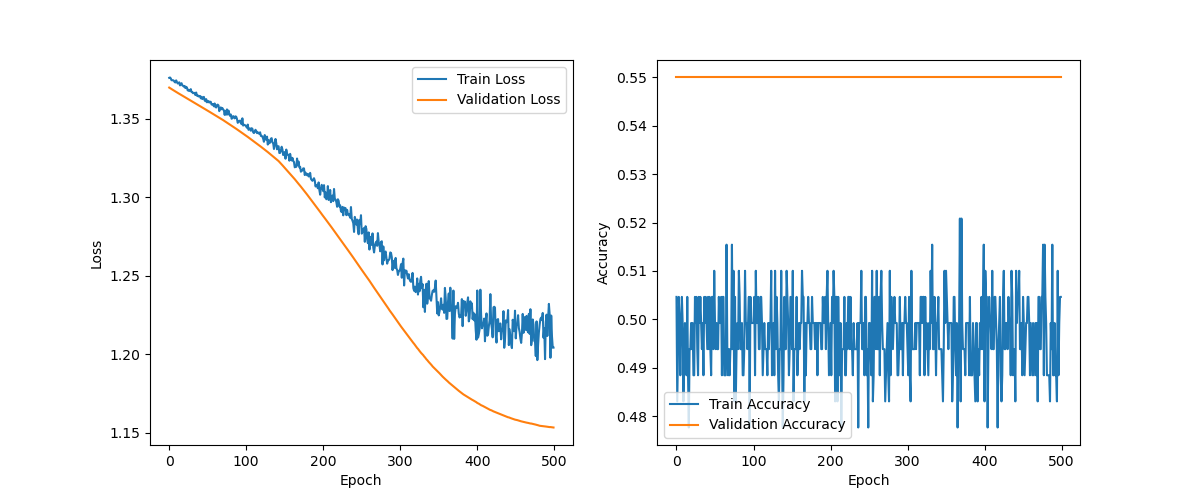 Train Loss
Validation Loss
1.35
1.30
1.25
1.20
1.15
Loss
0 100 200 300 400 500
Epoch
0.55
0.54
0.53
0.52
0.51
0.50
0.49
0.48
Accuracy
Train Accuracy
Validation Accuracy
0 100 200 300 400 500
Epoch